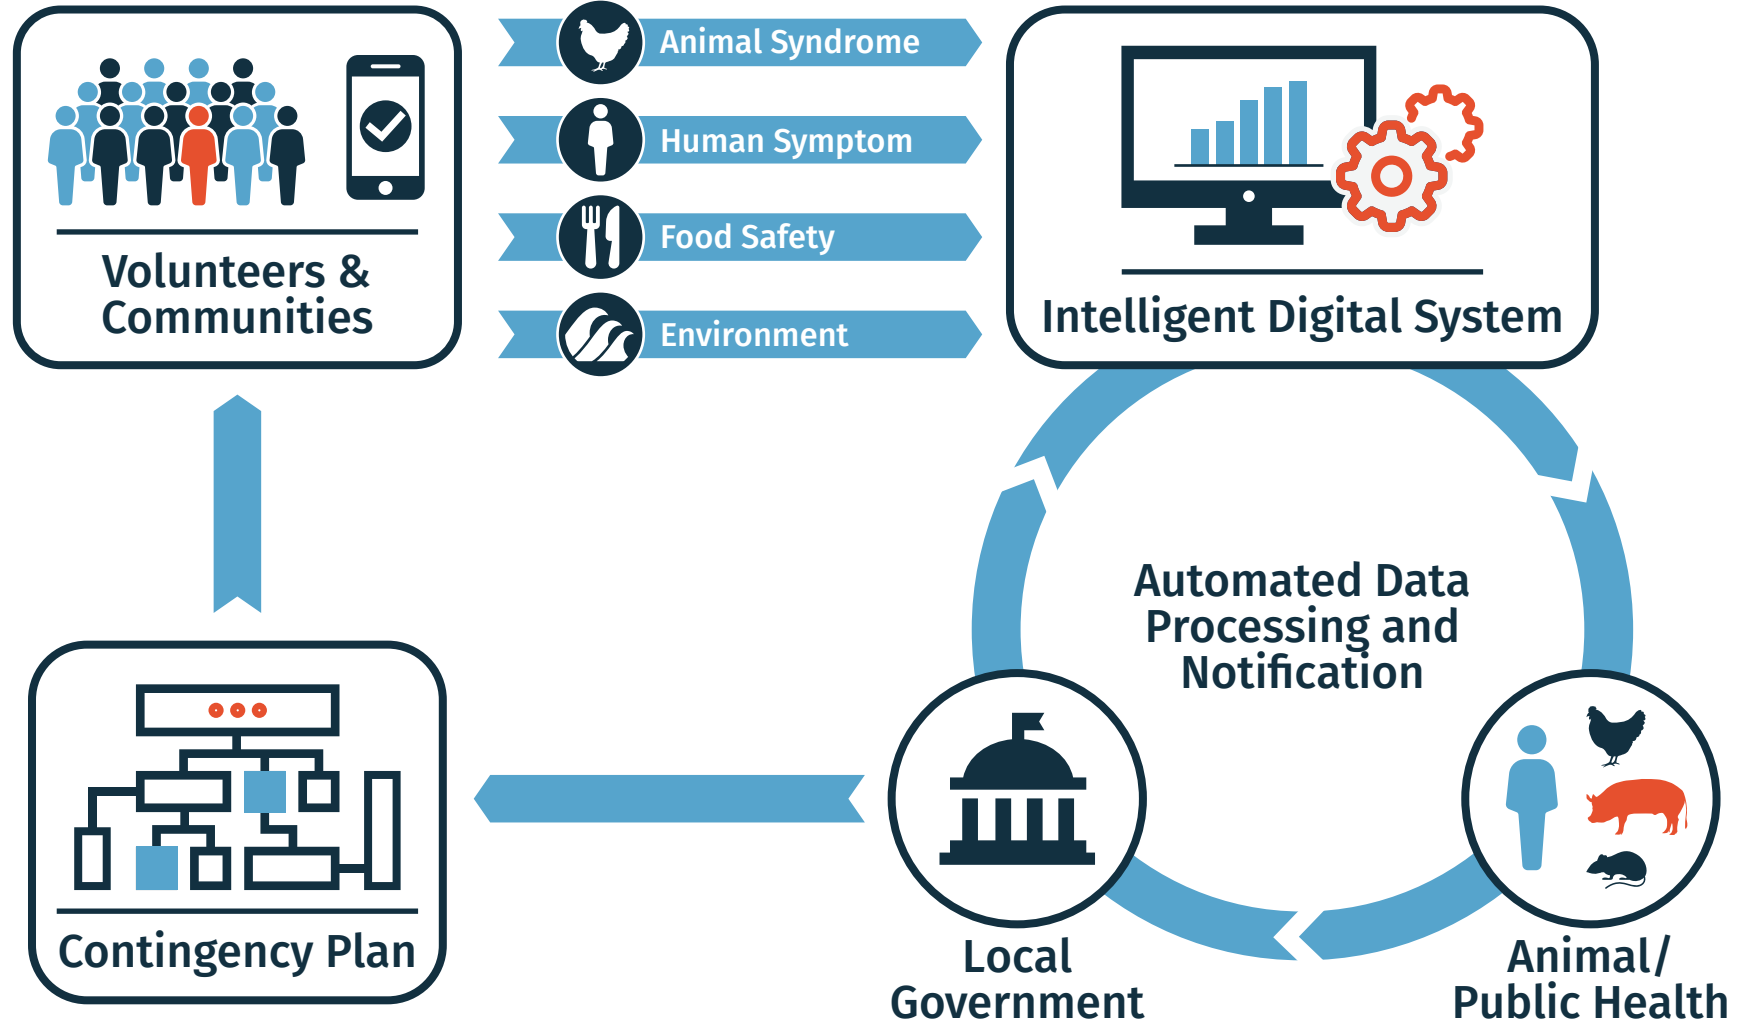 Volunteers &
Communities
Animal Syndrome
Human Symptom
Food Safety
Environment
Intelligent Digital System
Automated Data
Processing and
Notification
Contingency Plan
Local
Government
Animal/
Public Health